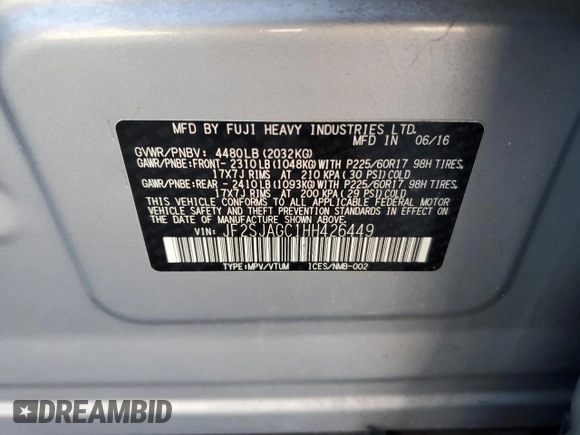 MFD BY FUJI HEAVY INDUSTRIES LTD.
MFD IN 06/16
GVWR/PNBV: 4480LB (2032KG)
GAWR/PNBE:FRONT- 2310LB (1048KG) WITH P225/60R17 98H TIRES,
17X7J RIMS AT 210 KPA ( 30 PSI) COLD
GAWR/PNBE:REAR - 2410LB (1093KG) WITH P225/60R17 98H TIRES,
17X7J RIMS AT 200 KPA ( 29 PSI) COLD
THIS VEHICLE CONFORMS TO ALL APPLICABLE FEDERAL MOTOR
VEHICLE SAFETY AND BUMPER STANDARDS IN EFFECT ON
THE DATE OF MANUFACTURE SHOWN ABOVE.
VIN: JF2SJAGC1HH426449
TYPE:MPV/VTUM ICES/NMB-002
DREAMBID